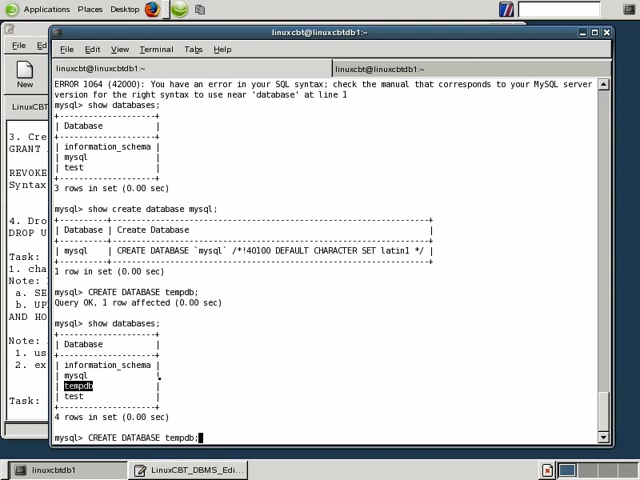 Applications Places Desktop
linuxcbt@linuxcbtdb1:~
File Edit View Terminal Tabs Help
linuxcbt@linuxcbtdb1:~
linuxcbt@linuxcbtdb1:~
ERROR 1064 (42000): You have an error in your SQL syntax; check the manual that corresponds to your MySQL server
version for the right syntax to use near 'database' at line 1
mysql> show databases;
+--------------------+
| Database |
+--------------------+
| information_schema |
| mysql |
| test |
+--------------------+
3 rows in set (0.00 sec)
mysql> show create database mysql;
+----------+------------------------------------------------------------------+
| Database | Create Database |
+----------+------------------------------------------------------------------+
| mysql | CREATE DATABASE `mysql` /*!40100 DEFAULT CHARACTER SET latin1 */ |
+----------+------------------------------------------------------------------+
1 row in set (0.00 sec)
mysql> CREATE DATABASE tempdb;
Query OK, 1 row affected (0.00 sec)
mysql> show databases;
+--------------------+
| Database |
+--------------------+
| information_schema |
| mysql |
| tempdb |
| test |
+--------------------+
4 rows in set (0.00 sec)
mysql> CREATE DATABASE tempdb;
File E
New
LinuxCBT
3. Cre
GRANT
REVOKE
Synta
4. Dro
DROP U
Task:
1. cha
Note:
a. SE
b. UP
AND HO
Note:
1. us
2. ex
Task:
linuxcbtdb1
LinuxCBT_DBMS_Edi...